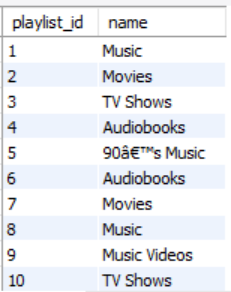 playlist_id name
1 Music
2 Movies
3 TV Shows
4 Audiobooks
5 90â€™s Music
6 Audiobooks
7 Movies
8 Music
9 Music Videos
10 TV Shows